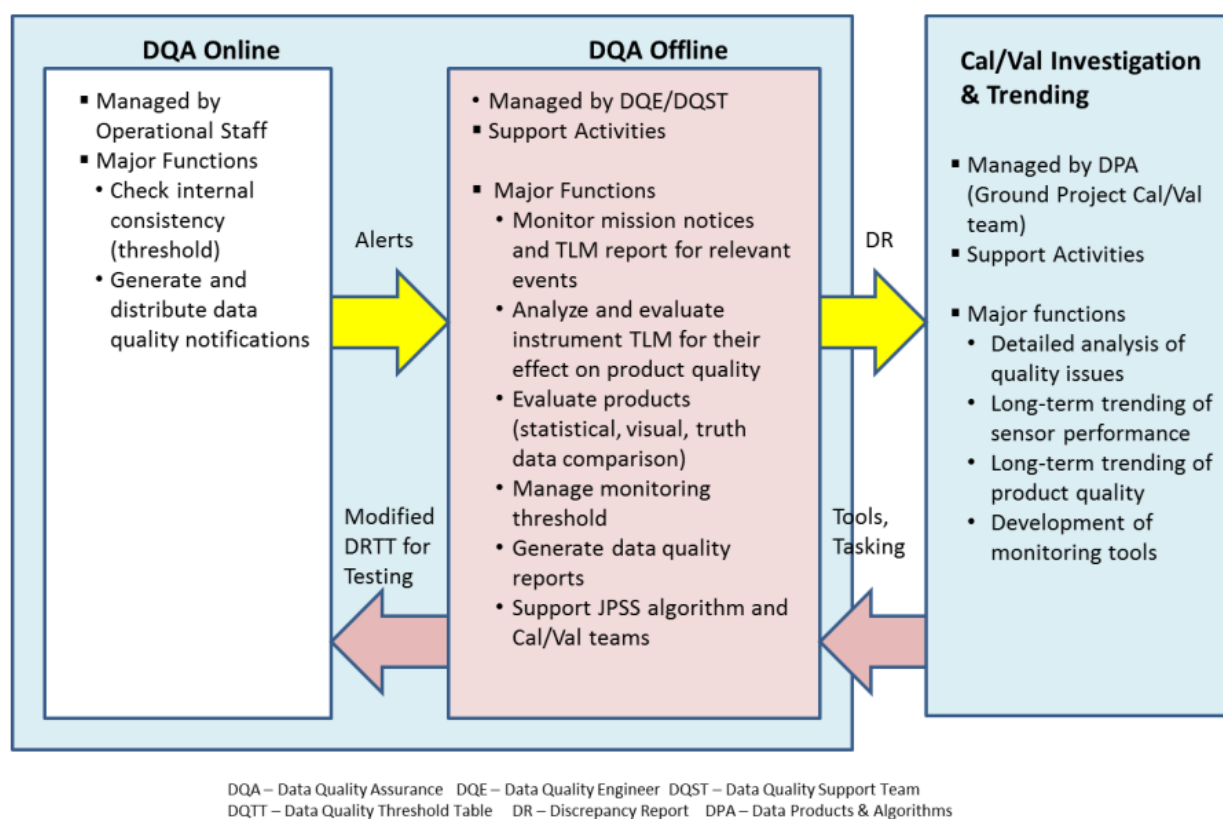 DQA Online
▪ Managed by
Operational Staff
▪ Major Functions
• Check internal
consistency
(threshold)
• Generate and
distribute data
quality notifications
Alerts
Modified
DRTT for
Testing
DQA Offline
• Managed by DQE/DQST
▪ Support Activities
▪ Major Functions
• Monitor mission notices
and TLM report for relevant
events
• Analyze and evaluate
instrument TLM for their
effect on product quality
• Evaluate products
(statistical, visual, truth
data comparison)
• Manage monitoring
threshold
• Generate data quality
reports
• Support JPSS algorithm and
Cal/Val teams
DR
Tools,
Tasking
Cal/Val Investigation
& Trending
▪ Managed by DPA
(Ground Project Cal/Val
team)
▪ Support Activities
▪ Major functions
• Detailed analysis of
quality issues
• Long-term trending of
sensor performance
• Long-term trending of
product quality
• Development of
monitoring tools
DQA – Data Quality Assurance DQE – Data Quality Engineer DQST – Data Quality Support Team
DQTT – Data Quality Threshold Table DR – Discrepancy Report DPA – Data Products & Algorithms